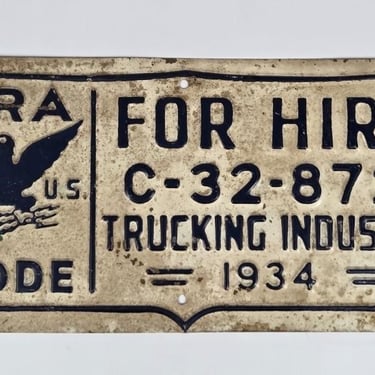 RA
U.S.
ODE
FOR HIR
C-32-87
TRUCKING INDUS
1934